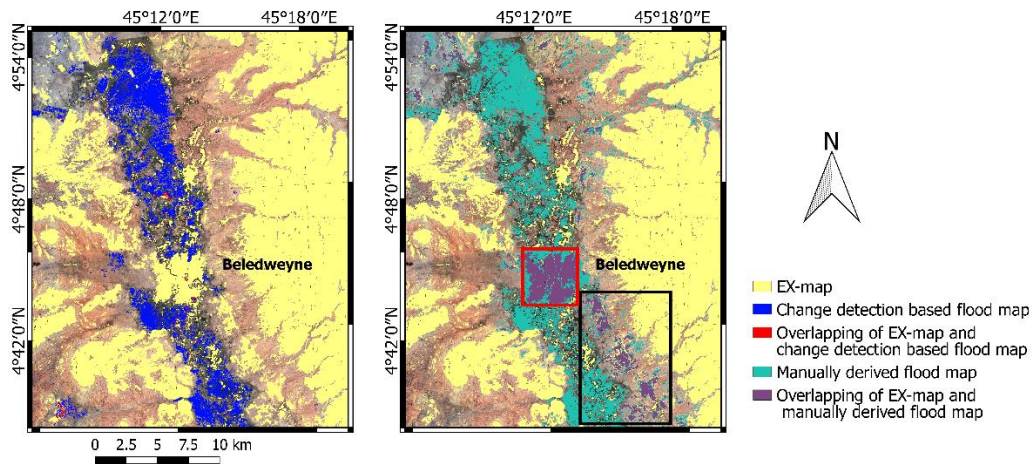 45°12′0″E 45°18′0″E
45°12′0″E 45°18′0″E
4°54′0″N
4°48′0″N
4°42′0″N
Beledweyne
0 2.5 5 7.5 10 km
4°54′0″N
4°48′0″N
4°42′0″N
Beledweyne
N
EX-map
Change detection based flood map
Overlapping of EX-map and
change detection based flood map
Manually derived flood map
Overlapping of EX-map and
manually derived flood map